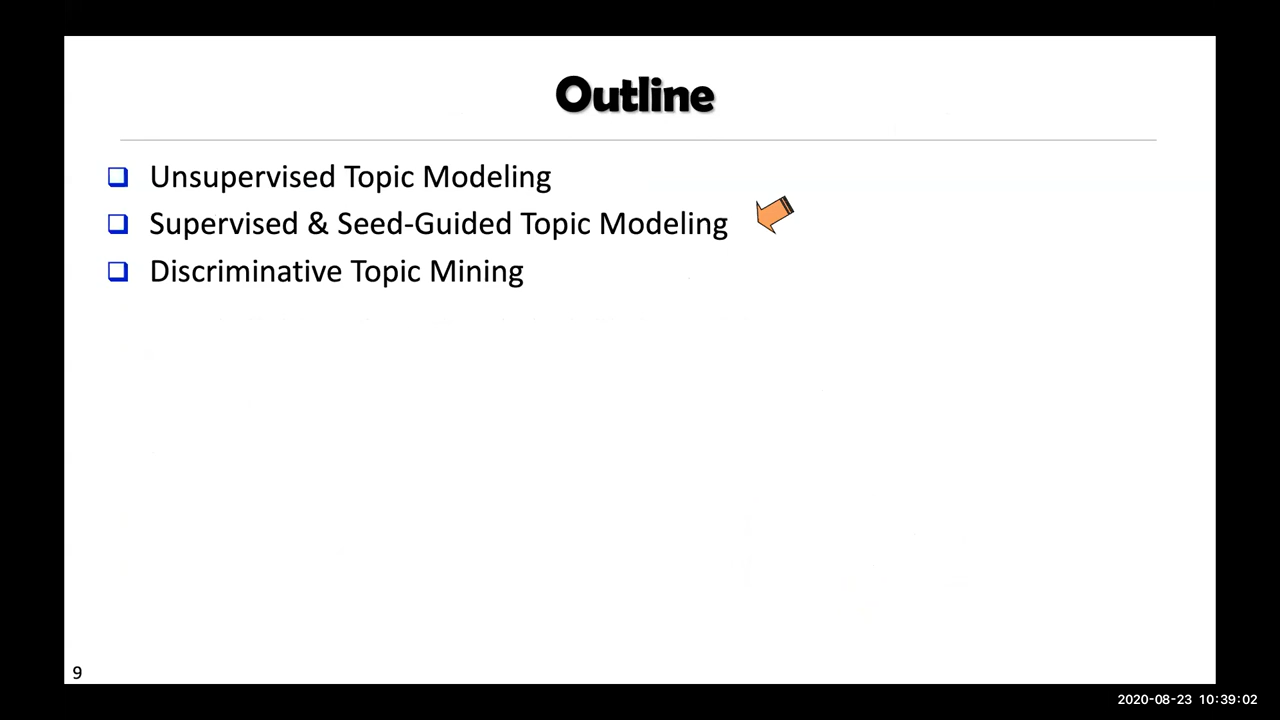 Outline
Unsupervised Topic Modeling
Supervised & Seed-Guided Topic Modeling
Discriminative Topic Mining
9
2020-08-23 10:39:02